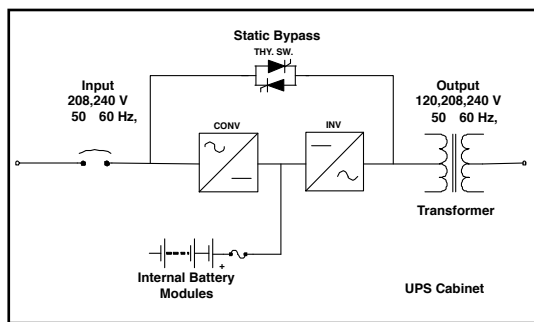 Static Bypass
THY. SW.
Input
208,240 V
50 60 Hz,
Output
120,208,240 V
50 60 Hz,
CONV
INV
Transformer
+
Internal Battery
Modules
UPS Cabinet